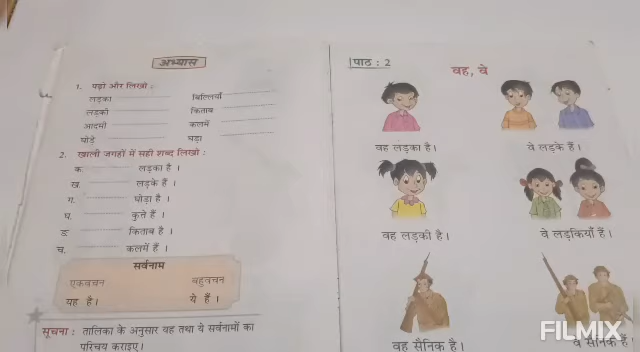 अभ्यास
१. पढ़ो और लिखो :
लड़का बिल्लियाँ
लड़के किताब
आदमी कलमें
घोड़े घड़ा
2. खाली जगहों में सही शब्द लिखो :
क लड़का है ।
ख. लड़के हैं ।
ग. घोड़ा है ।
घ. कुत्ते हैं ।
ङ किताब है ।
च. कलमें हैं ।
सर्वनाम
एकवचन बहुवचन
यह है। ये हैं ।
सूचना : तालिका के अनुसार यह तथा ये सर्वनामों का
परिचय कराइए।
पाठ : 2
वह, वे
वह लड़का है। वे लड़के हैं।
वह लड़की है। वे लड़कियाँ हैं।
वह सैनिक है। वे सैनिक हैं।
FILMIX